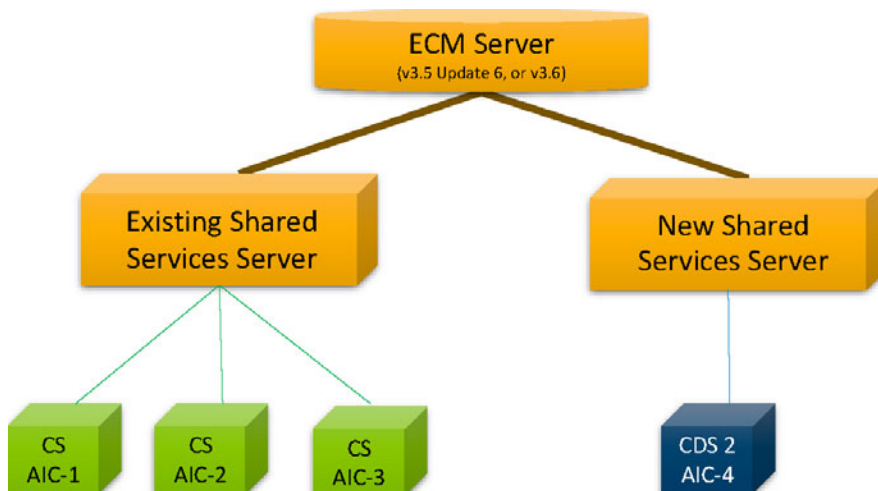 ECM Server
(v3.5 Update 6, or v3.6)
Existing Shared
Services Server
New Shared
Services Server
CS
AIC-1
CS
AIC-2
CS
AIC-3
CDS 2
AIC-4